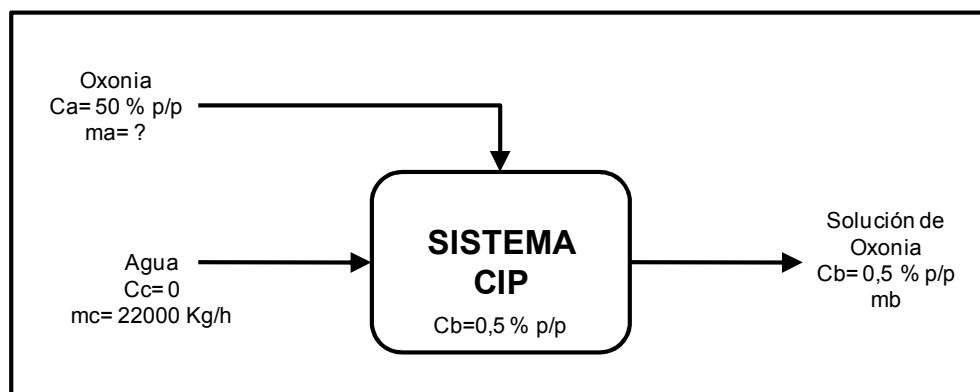 Oxonia
Ca= 50 % p/p
ma= ?
Agua
Cc= 0
mc= 22000 Kg/h
SISTEMA
CIP
Cb=0,5 % p/p
Solución de
Oxonia
Cb= 0,5 % p/p
mb